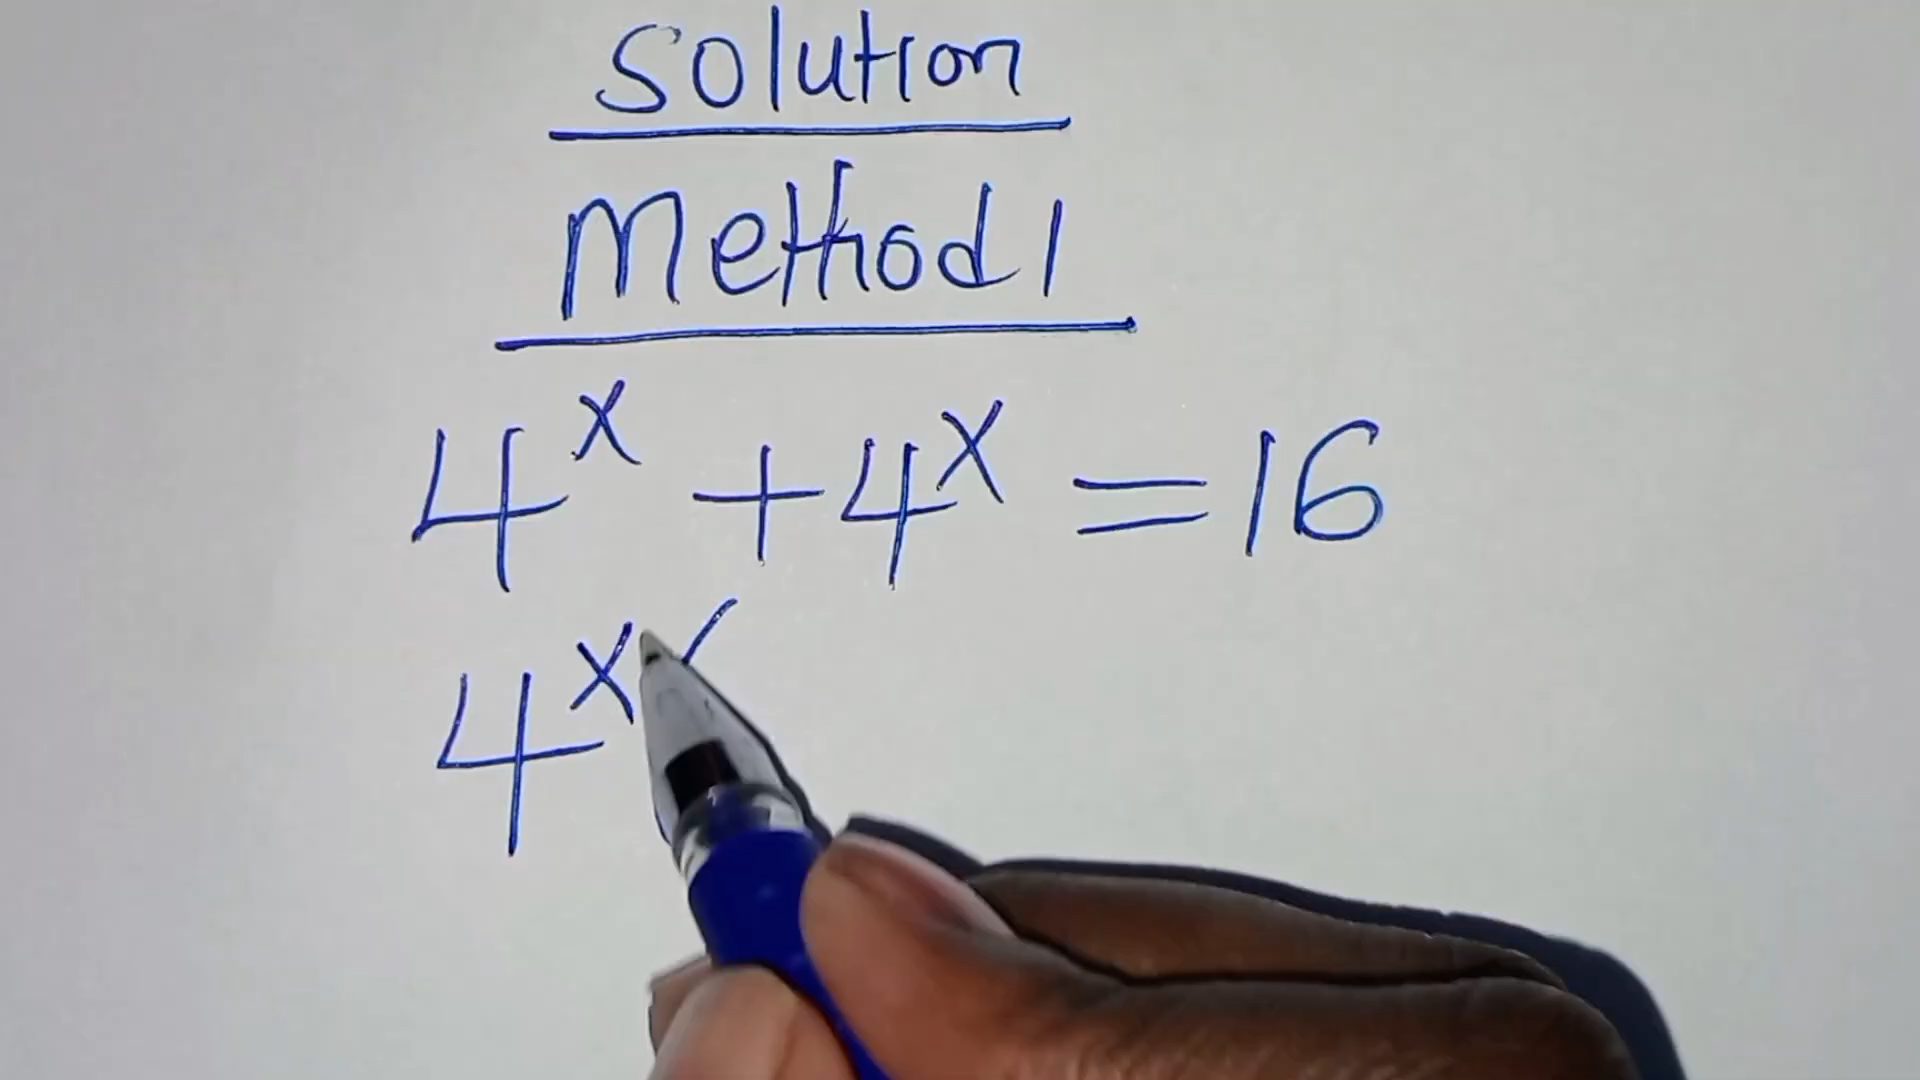 Solution
Method 1
4^x + 4^x = 16
4^x (